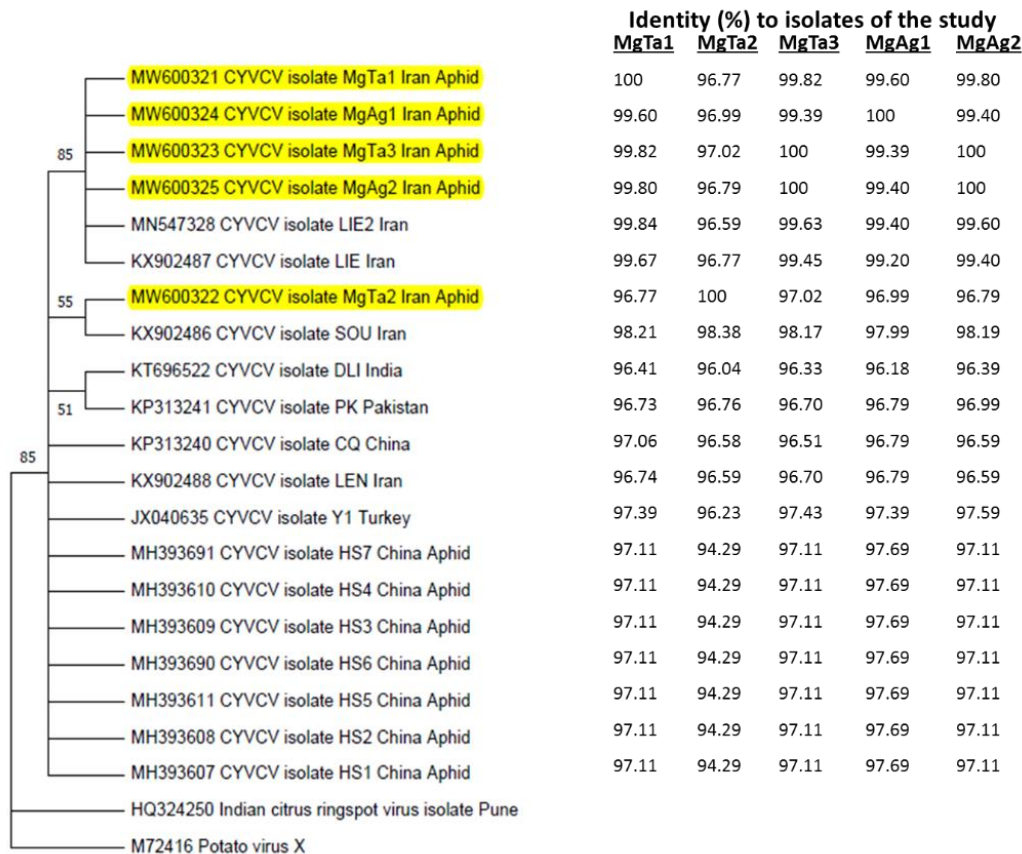 Identity (%) to isolates of the study
MgTa1 MgTa2 MgTa3 MgAg1 MgAg2
MW600321 CYVCV isolate MgTa1 Iran Aphid 100 96.77 99.82 99.60 99.80
MW600324 CYVCV isolate MgAg1 Iran Aphid 99.60 96.99 99.39 100 99.40
85
MW600323 CYVCV isolate MgTa3 Iran Aphid 99.82 97.02 100 99.39 100
MW600325 CYVCV isolate MgAg2 Iran Aphid 99.80 96.79 100 99.40 100
MN547328 CYVCV isolate LIE2 Iran 99.84 96.59 99.63 99.40 99.60
KX902487 CYVCV isolate LIE Iran 99.67 96.77 99.45 99.20 99.40
55
MW600322 CYVCV isolate MgTa2 Iran Aphid 96.77 100 97.02 96.99 96.79
KX902486 CYVCV isolate SOU Iran 98.21 98.38 98.17 97.99 98.19
KT696522 CYVCV isolate DLI India 96.41 96.04 96.33 96.18 96.39
51
KP313241 CYVCV isolate PK Pakistan 96.73 96.76 96.70 96.79 96.99
KP313240 CYVCV isolate CQ China 97.06 96.58 96.51 96.79 96.59
85
KX902488 CYVCV isolate LEN Iran 96.74 96.59 96.70 96.79 96.59
JX040635 CYVCV isolate Y1 Turkey 97.39 96.23 97.43 97.39 97.59
MH393691 CYVCV isolate HS7 China Aphid 97.11 94.29 97.11 97.69 97.11
MH393610 CYVCV isolate HS4 China Aphid 97.11 94.29 97.11 97.69 97.11
MH393609 CYVCV isolate HS3 China Aphid 97.11 94.29 97.11 97.69 97.11
MH393690 CYVCV isolate HS6 China Aphid 97.11 94.29 97.11 97.69 97.11
MH393611 CYVCV isolate HS5 China Aphid 97.11 94.29 97.11 97.69 97.11
MH393608 CYVCV isolate HS2 China Aphid 97.11 94.29 97.11 97.69 97.11
MH393607 CYVCV isolate HS1 China Aphid 97.11 94.29 97.11 97.69 97.11
HQ324250 Indian citrus ringspot virus isolate Pune
M72416 Potato virus X